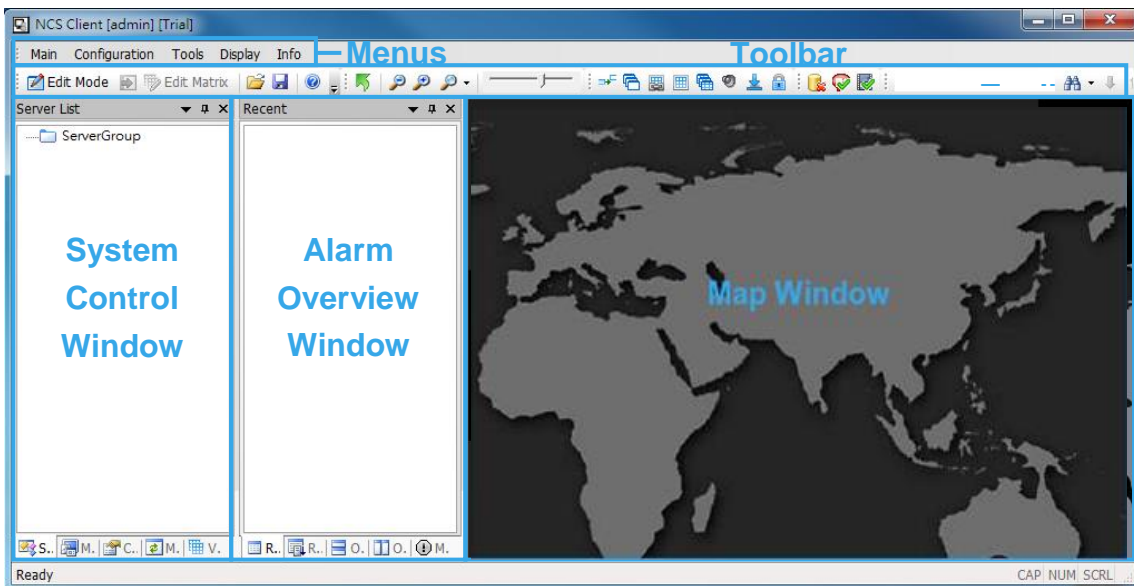 NCS Client [admin] [Trial]
Main Configuration Tools Display Info
Menus
Toolbar
Edit Mode Edit Matrix
Server List
Recent
ServerGroup
System
Control
Window
Alarm
Overview
Window
Map Window
S.. M. C.. M. V.
R.. R.. O. O. M.
Ready
CAP NUM SCRL